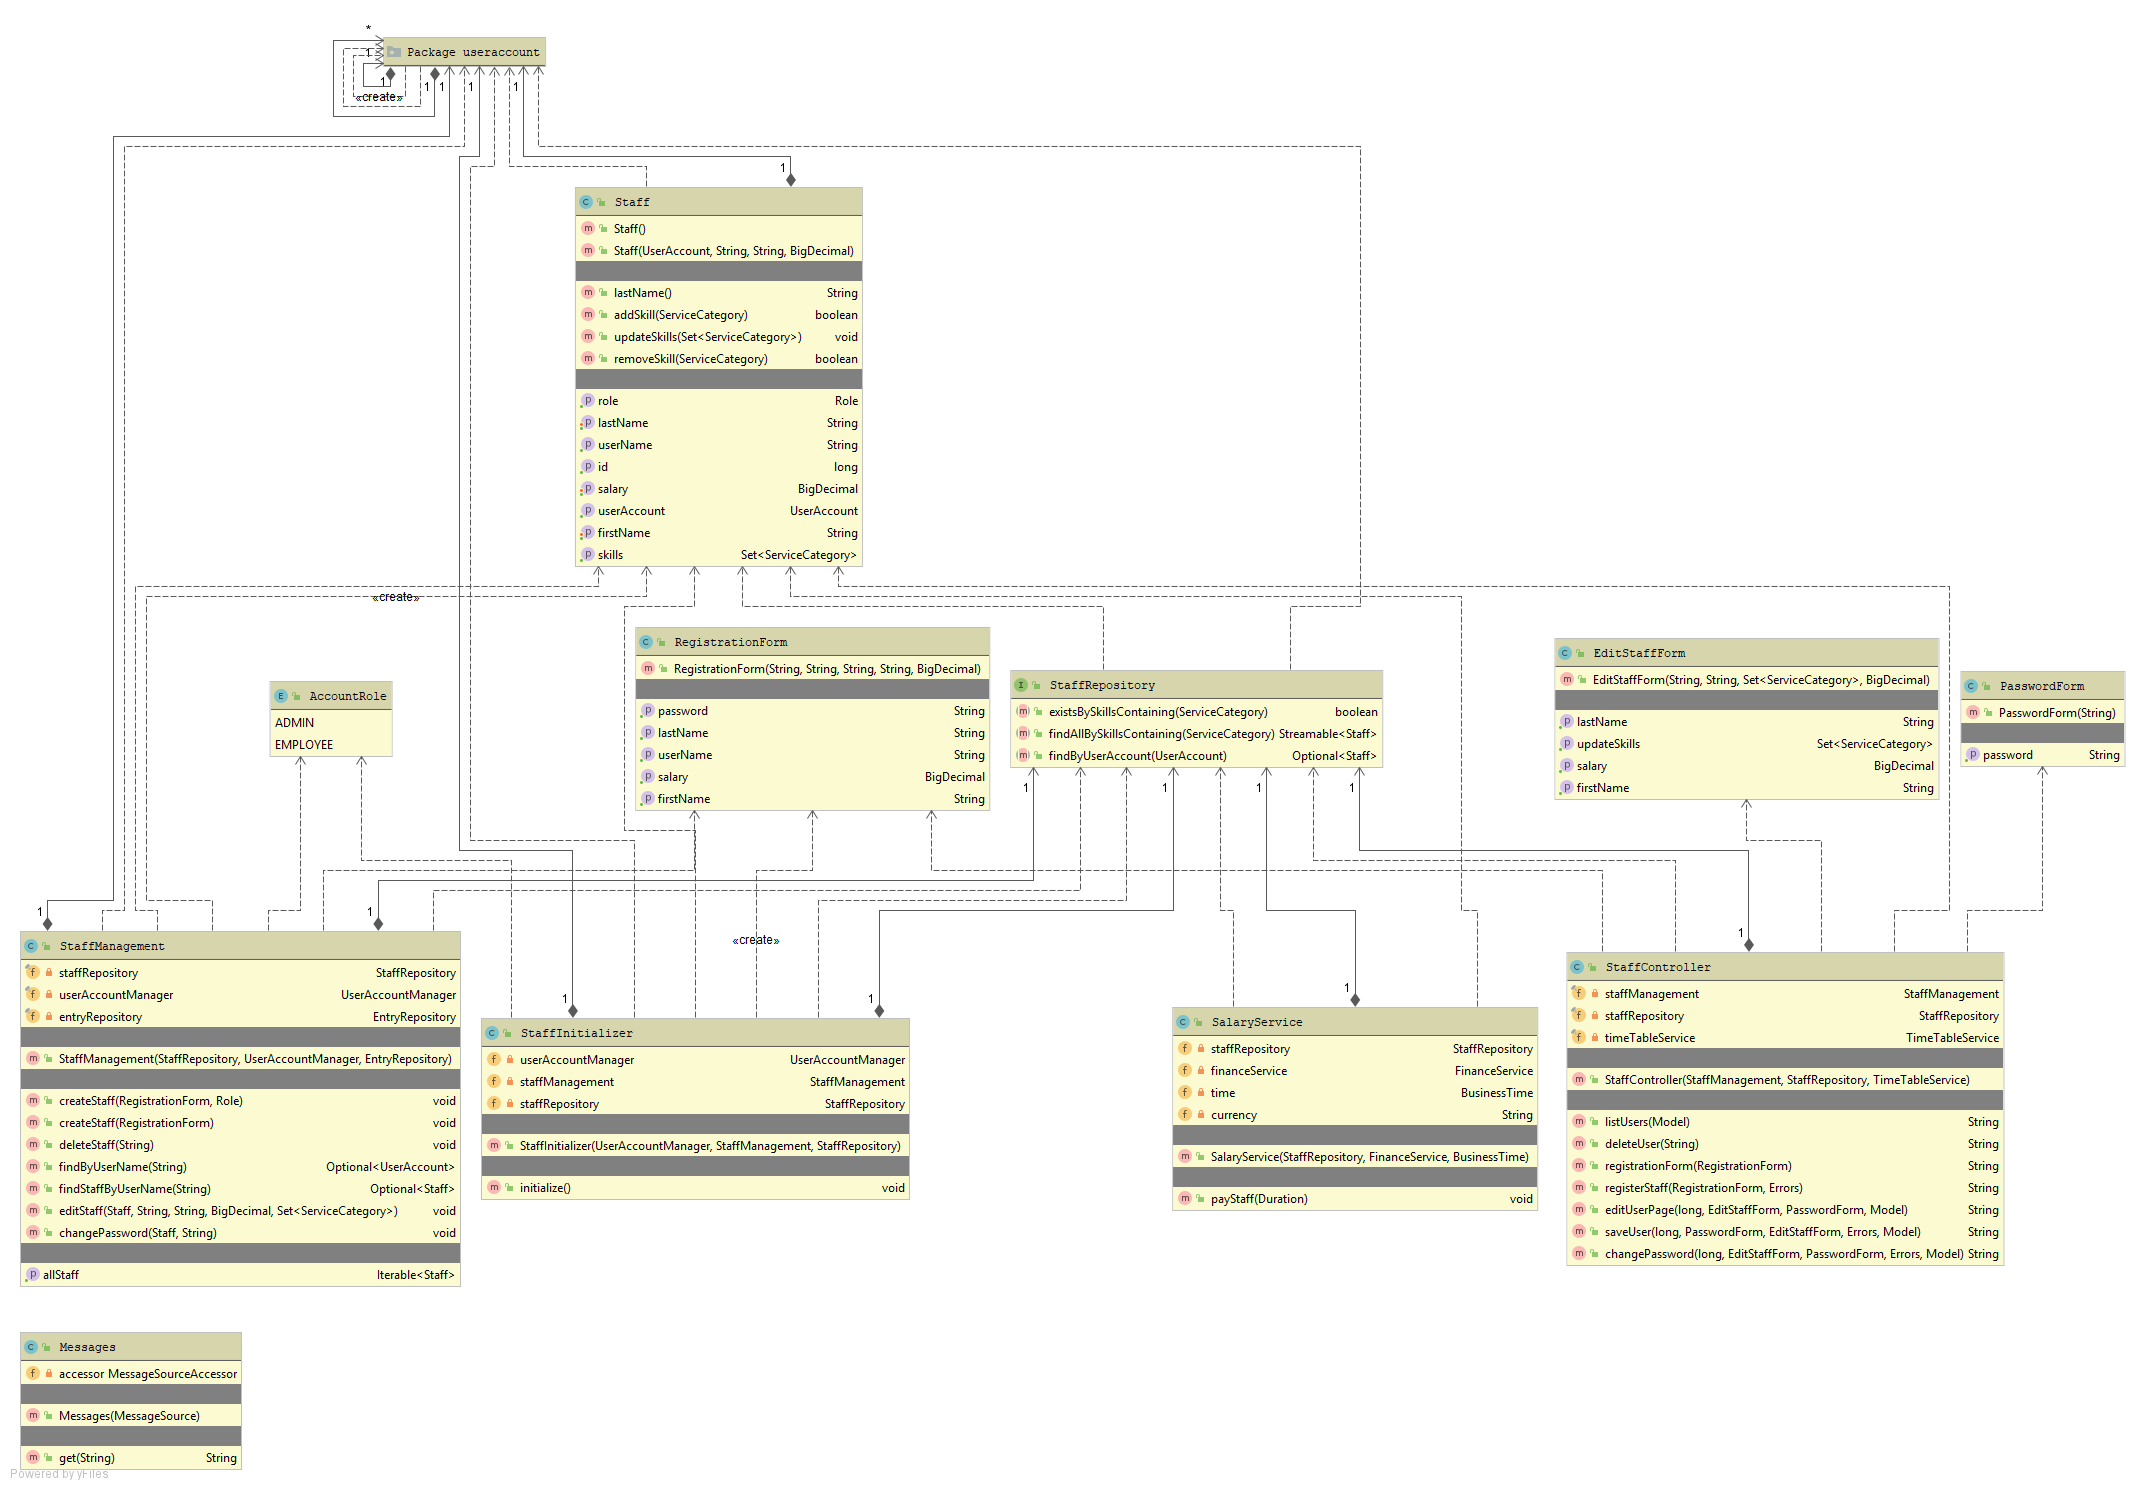 *
1
Package useraccount
1
1
1
1
1
«create»
1
C Staff
m Staff()
m Staff(UserAccount, String, String, BigDecimal)
m lastName() String
m addSkill(ServiceCategory) boolean
m updateSkills(Set<ServiceCategory>) void
m removeSkill(ServiceCategory) boolean
p role Role
p lastName String
p userName String
p id long
p salary BigDecimal
p userAccount UserAccount
p firstName String
p skills Set<ServiceCategory>
«create»
C RegistrationForm
m RegistrationForm(String, String, String, String, BigDecimal)
p password String
p lastName String
p userName String
p salary BigDecimal
p firstName String
I StaffRepository
m existsBySkillsContaining(ServiceCategory) boolean
m findAllBySkillsContaining(ServiceCategory) Streamable<Staff>
m findByUserAccount(UserAccount) Optional<Staff>
C EditStaffForm
m EditStaffForm(String, String, Set<ServiceCategory>, BigDecimal)
p lastName String
p updateSkills Set<ServiceCategory>
p salary BigDecimal
p firstName String
C PasswordForm
m PasswordForm(String)
p password String
E AccountRole
ADMIN
EMPLOYEE
1
1
1
1
1
1
1
«create»
1
1
1
1
C StaffManagement
f staffRepository StaffRepository
f userAccountManager UserAccountManager
f entryRepository EntryRepository
m StaffManagement(StaffRepository, UserAccountManager, EntryRepository)
m createStaff(RegistrationForm, Role) void
m createStaff(RegistrationForm) void
m deleteStaff(String) void
m findByUserName(String) Optional<UserAccount>
m findStaffByUserName(String) Optional<Staff>
m editStaff(Staff, String, String, BigDecimal, Set<ServiceCategory>) void
m changePassword(Staff, String) void
p allStaff Iterable<Staff>
C StaffInitializer
f userAccountManager UserAccountManager
f staffManagement StaffManagement
f staffRepository StaffRepository
m StaffInitializer(UserAccountManager, StaffManagement, StaffRepository)
m initialize() void
C SalaryService
f staffRepository StaffRepository
f financeService FinanceService
f time BusinessTime
f currency String
m SalaryService(StaffRepository, FinanceService, BusinessTime)
m payStaff(Duration) void
C StaffController
f staffManagement StaffManagement
f staffRepository StaffRepository
f timeTableService TimeTableService
m StaffController(StaffManagement, StaffRepository, TimeTableService)
m listUsers(Model) String
m deleteUser(String) String
m registrationForm(RegistrationForm) String
m registerStaff(RegistrationForm, Errors) String
m editUserPage(long, EditStaffForm, PasswordForm, Model) String
m saveUser(long, PasswordForm, EditStaffForm, Errors, Model) String
m changePassword(long, EditStaffForm, PasswordForm, Errors, Model) String
C Messages
f accessor MessageSourceAccessor
m Messages(MessageSource)
m get(String) String
Powered by yFiles